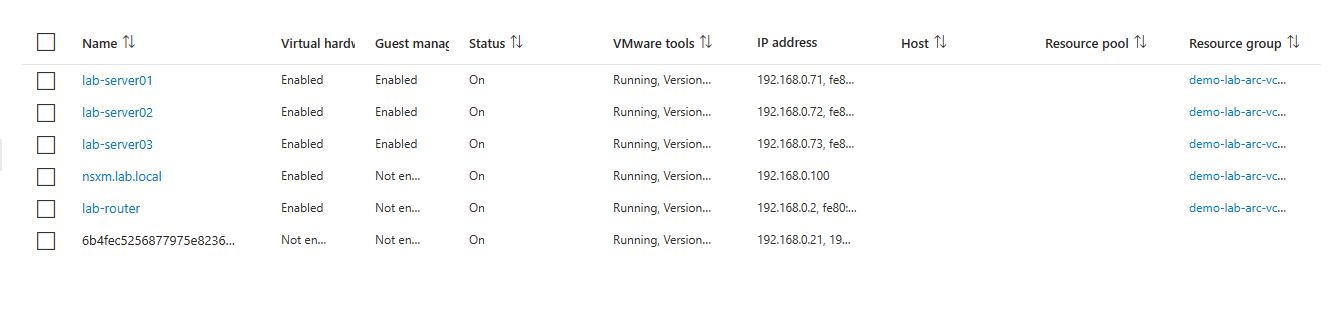 Name Virtual hardw Guest manag Status VMware tools IP address Host Resource pool Resource group
lab-server01 Enabled Enabled On Running, Version... 192.168.0.71, fe8... demo-lab-arc-vc...
lab-server02 Enabled Enabled On Running, Version... 192.168.0.72, fe8... demo-lab-arc-vc...
lab-server03 Enabled Enabled On Running, Version... 192.168.0.73, fe8... demo-lab-arc-vc...
nsxm.lab.local Enabled Not en... On Running, Version... 192.168.0.100 demo-lab-arc-vc...
lab-router Enabled Not en... On Running, Version... 192.168.0.2, fe80:... demo-lab-arc-vc...
6b4fec5256877975e8236... Not en... Not en... On Running, Version... 192.168.0.21, 19...